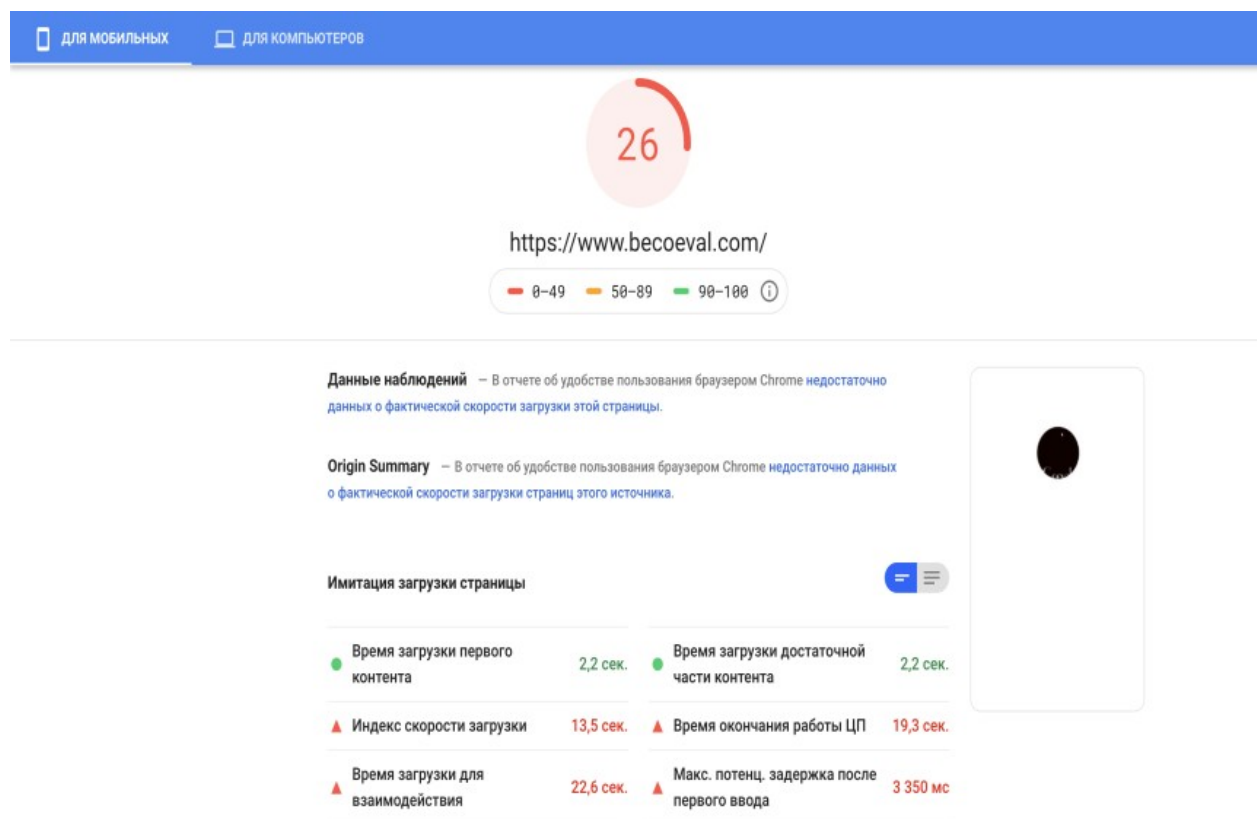 ДЛЯ МОБИЛЬНЫХ
ДЛЯ КОМПЬЮТЕРОВ
26
https://www.becoeval.com/
0–49 50–89 90–100
Данные наблюдений — В отчете об удобстве пользования браузером Chrome недостаточно
данных о фактической скорости загрузки этой страницы.
Origin Summary — В отчете об удобстве пользования браузером Chrome недостаточно данных
о фактической скорости загрузки страниц этого источника.
Имитация загрузки страницы
Время загрузки первого
контента
2,2 сек.
Время загрузки достаточной
части контента
2,2 сек.
Индекс скорости загрузки
13,5 сек.
Время окончания работы ЦП
19,3 сек.
Время загрузки для
взаимодействия
22,6 сек.
Макс. потенц. задержка после
первого ввода
3 350 мс